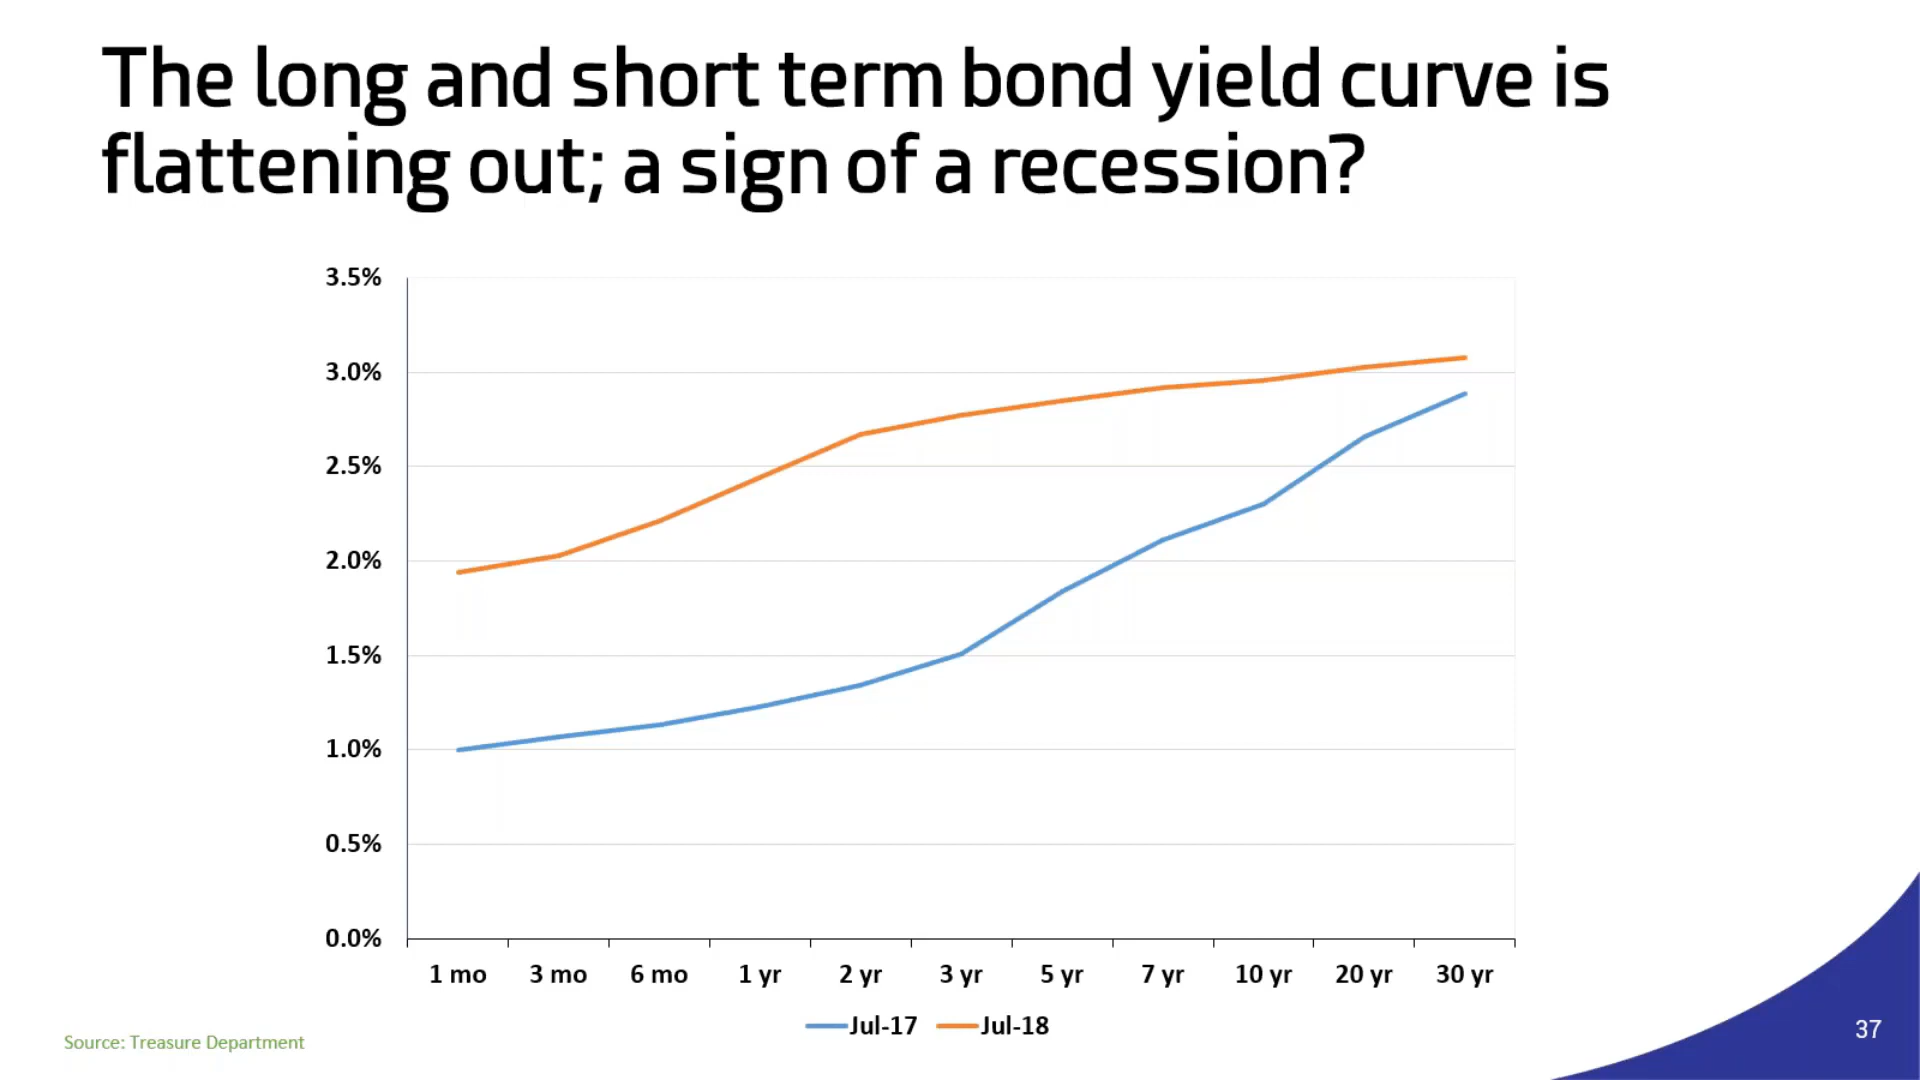 The long and short term bond yield curve is
flattening out; a sign of a recession?
3.5%
3.0%
2.5%
2.0%
1.5%
1.0%
0.5%
0.0%
1 mo 3 mo 6 mo 1 yr 2 yr 3 yr 5 yr 7 yr 10 yr 20 yr 30 yr
Jul-17 Jul-18
Source: Treasure Department
37